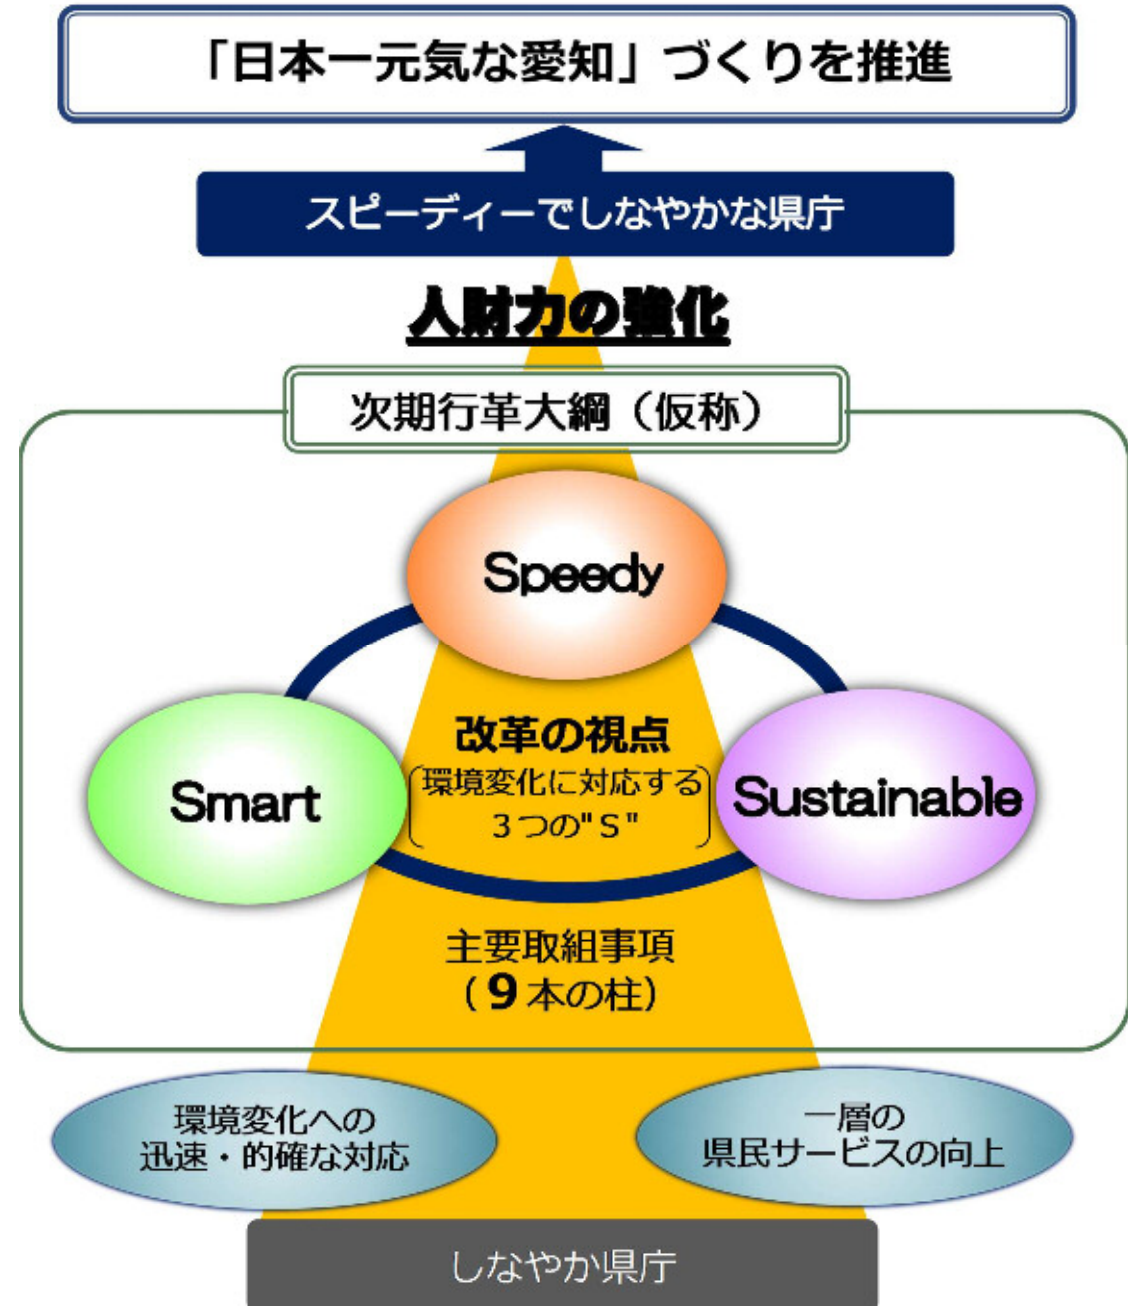 「日本一元気な愛知」づくりを推進
スピーディーでしなやかな県庁
人財力の強化
次期行革大綱（仮称）
Speedy
Smart
改革の視点
環境変化に対応する
３つの"Ｓ"
Sustainable
主要取組事項
（９本の柱）
環境変化への
迅速・的確な対応
一層の
県民サービスの向上
しなやか県庁